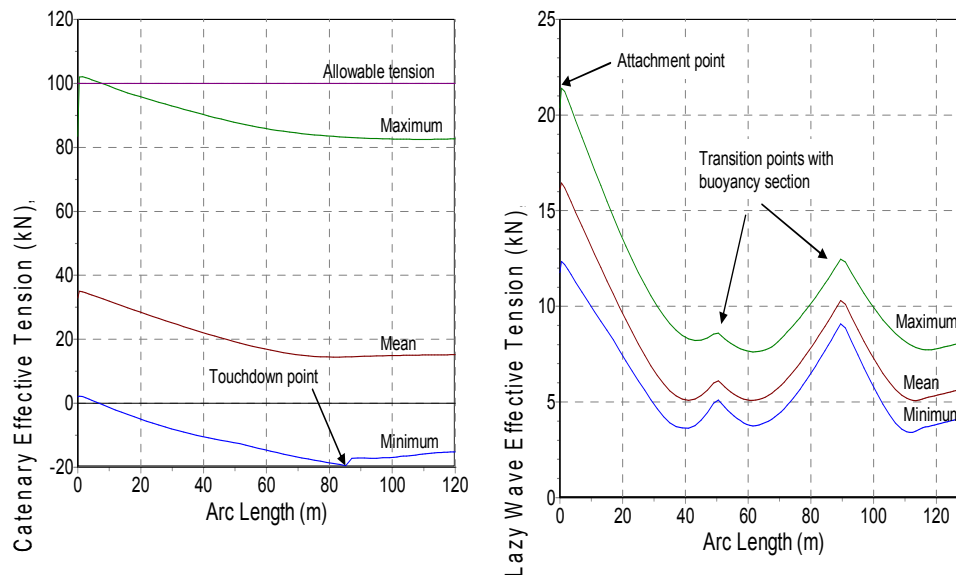 120
100
80
60
40
20
0
-20
Catenary Effective Tension (kN),
Allowable tension
Maximum
Mean
Touchdown point
Minimum
0 20 40 60 80 100 120
Arc Length (m)
25
20
15
10
5
0
Lazy Wave Effective Tension (kN),
Attachment point
Transition points with
buoyancy section
Maximum
Mean
Minimum
0 20 40 60 80 100 120
Arc Length (m)